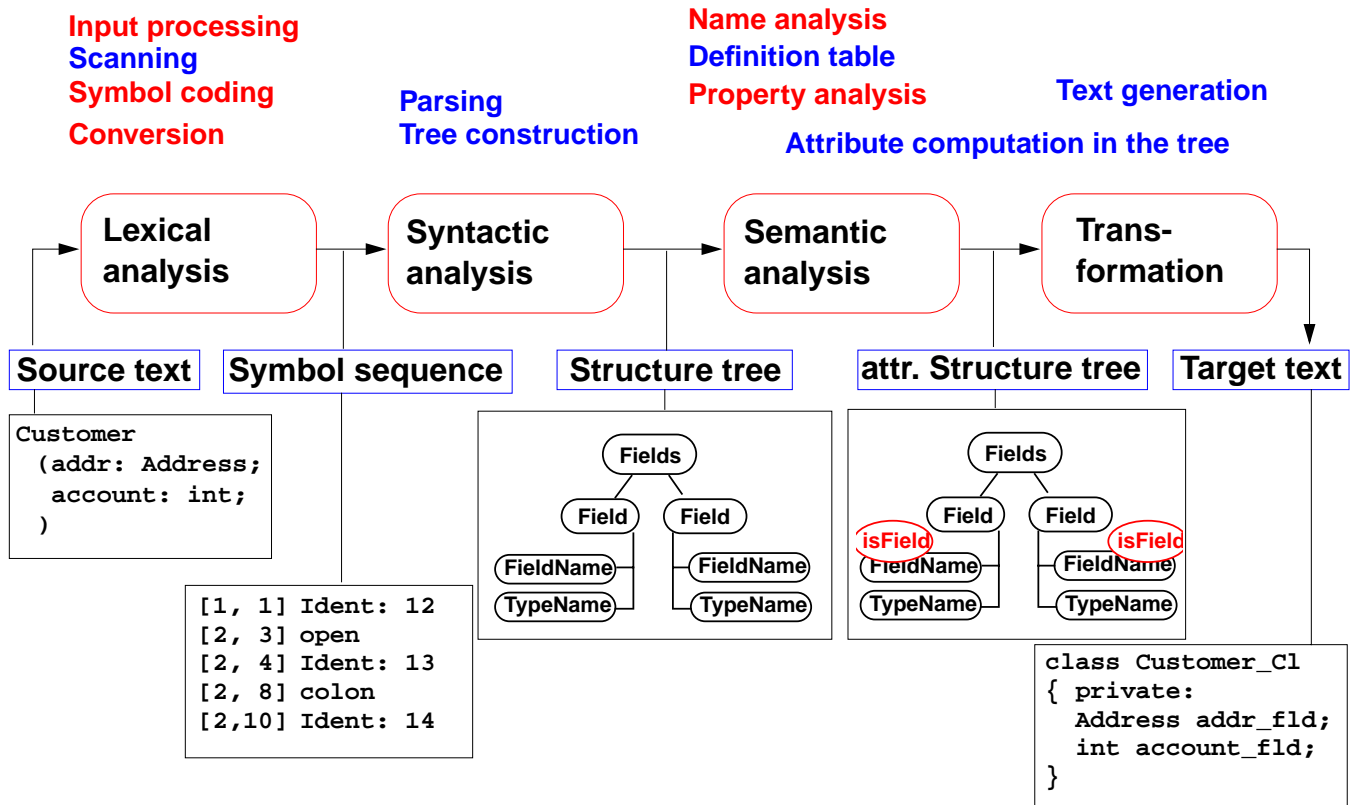 Input processing
Scanning
Symbol coding
Conversion
Parsing
Tree construction
Name analysis
Definition table
Property analysis
Text generation
Attribute computation in the tree
Lexical
analysis
Syntactic
analysis
Semantic
analysis
Trans-
formation
Source text
Symbol sequence
Structure tree
attr. Structure tree
Target text
Customer
(addr: Address;
account: int;
)
[1, 1] Ident: 12
[2, 3] open
[2, 4] Ident: 13
[2, 8] colon
[2,10] Ident: 14
Fields
Field Field
FieldName FieldName
TypeName TypeName
Fields
Field Field
isField isField
FieldName FieldName
TypeName TypeName
class Customer_Cl
{ private:
Address addr_fld;
int account_fld;
}